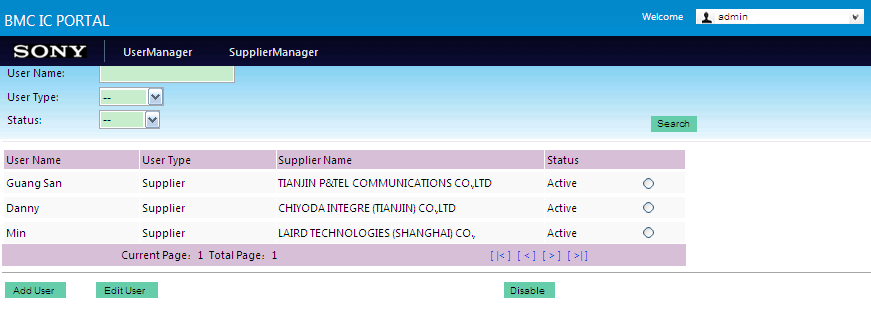 BMC IC PORTAL Welcome admin
SONY UserManager SupplierManager
User Name:
User Type: --
Status: --
Search
User Name User Type Supplier Name Status
Guang San Supplier TIANJIN P&TEL COMMUNICATIONS CO.,LTD Active
Danny Supplier CHIYODA INTEGRE (TIANJIN) CO.,LTD Active
Min Supplier LAIRD TECHNOLOGIES (SHANGHAI) CO., Active
Current Page: 1 Total Page: 1 [ |< ] [ < ] [ > ] [ >| ]
Add User Edit User Disable